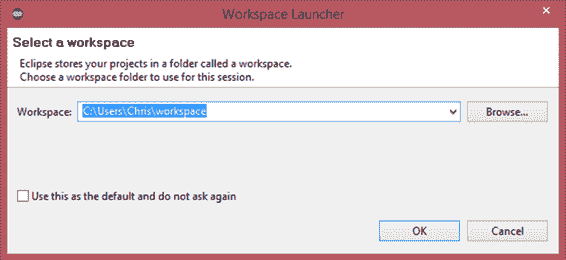 Workspace Launcher
Select a workspace
Eclipse stores your projects in a folder called a workspace.
Choose a workspace folder to use for this session.
Workspace: C:\Users\Chris\workspace Browse...
Use this as the default and do not ask again
OK Cancel